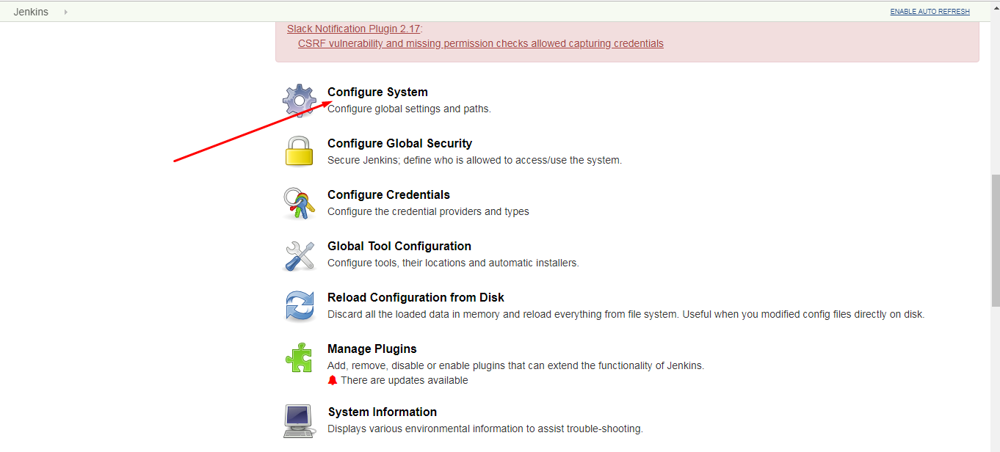 Jenkins
ENABLE AUTO REFRESH
Slack Notification Plugin 2.17:
CSRF vulnerability and missing permission checks allowed capturing credentials
Configure System
Configure global settings and paths.
Configure Global Security
Secure Jenkins; define who is allowed to access/use the system.
Configure Credentials
Configure the credential providers and types
Global Tool Configuration
Configure tools, their locations and automatic installers.
Reload Configuration from Disk
Discard all the loaded data in memory and reload everything from file system. Useful when you modified config files directly on disk.
Manage Plugins
Add, remove, disable or enable plugins that can extend the functionality of Jenkins.
There are updates available
System Information
Displays various environmental information to assist trouble-shooting.